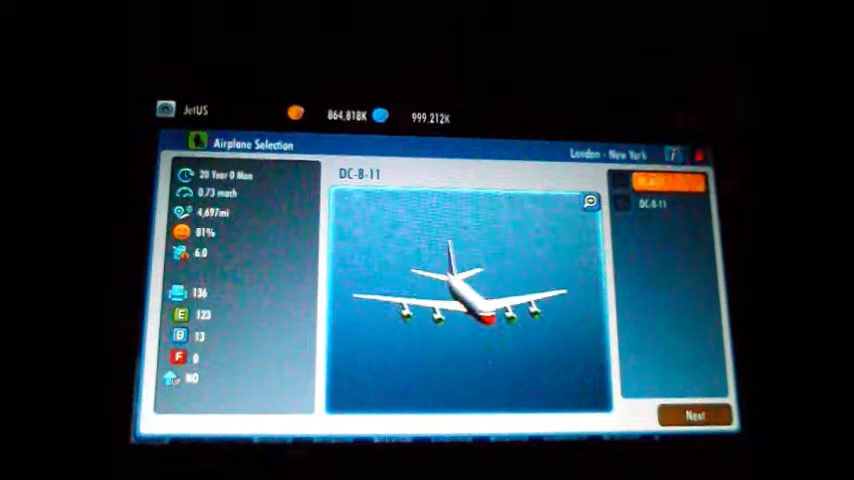 JetUS
864,818K
999,212K
Airplane Selection
London - New York
20 Year 0 Mon
0.73 mach
4,697mi
81%
6.0
136
E 123
B 13
F 0
UP NO
DC-8-11
DC-8-11
Next